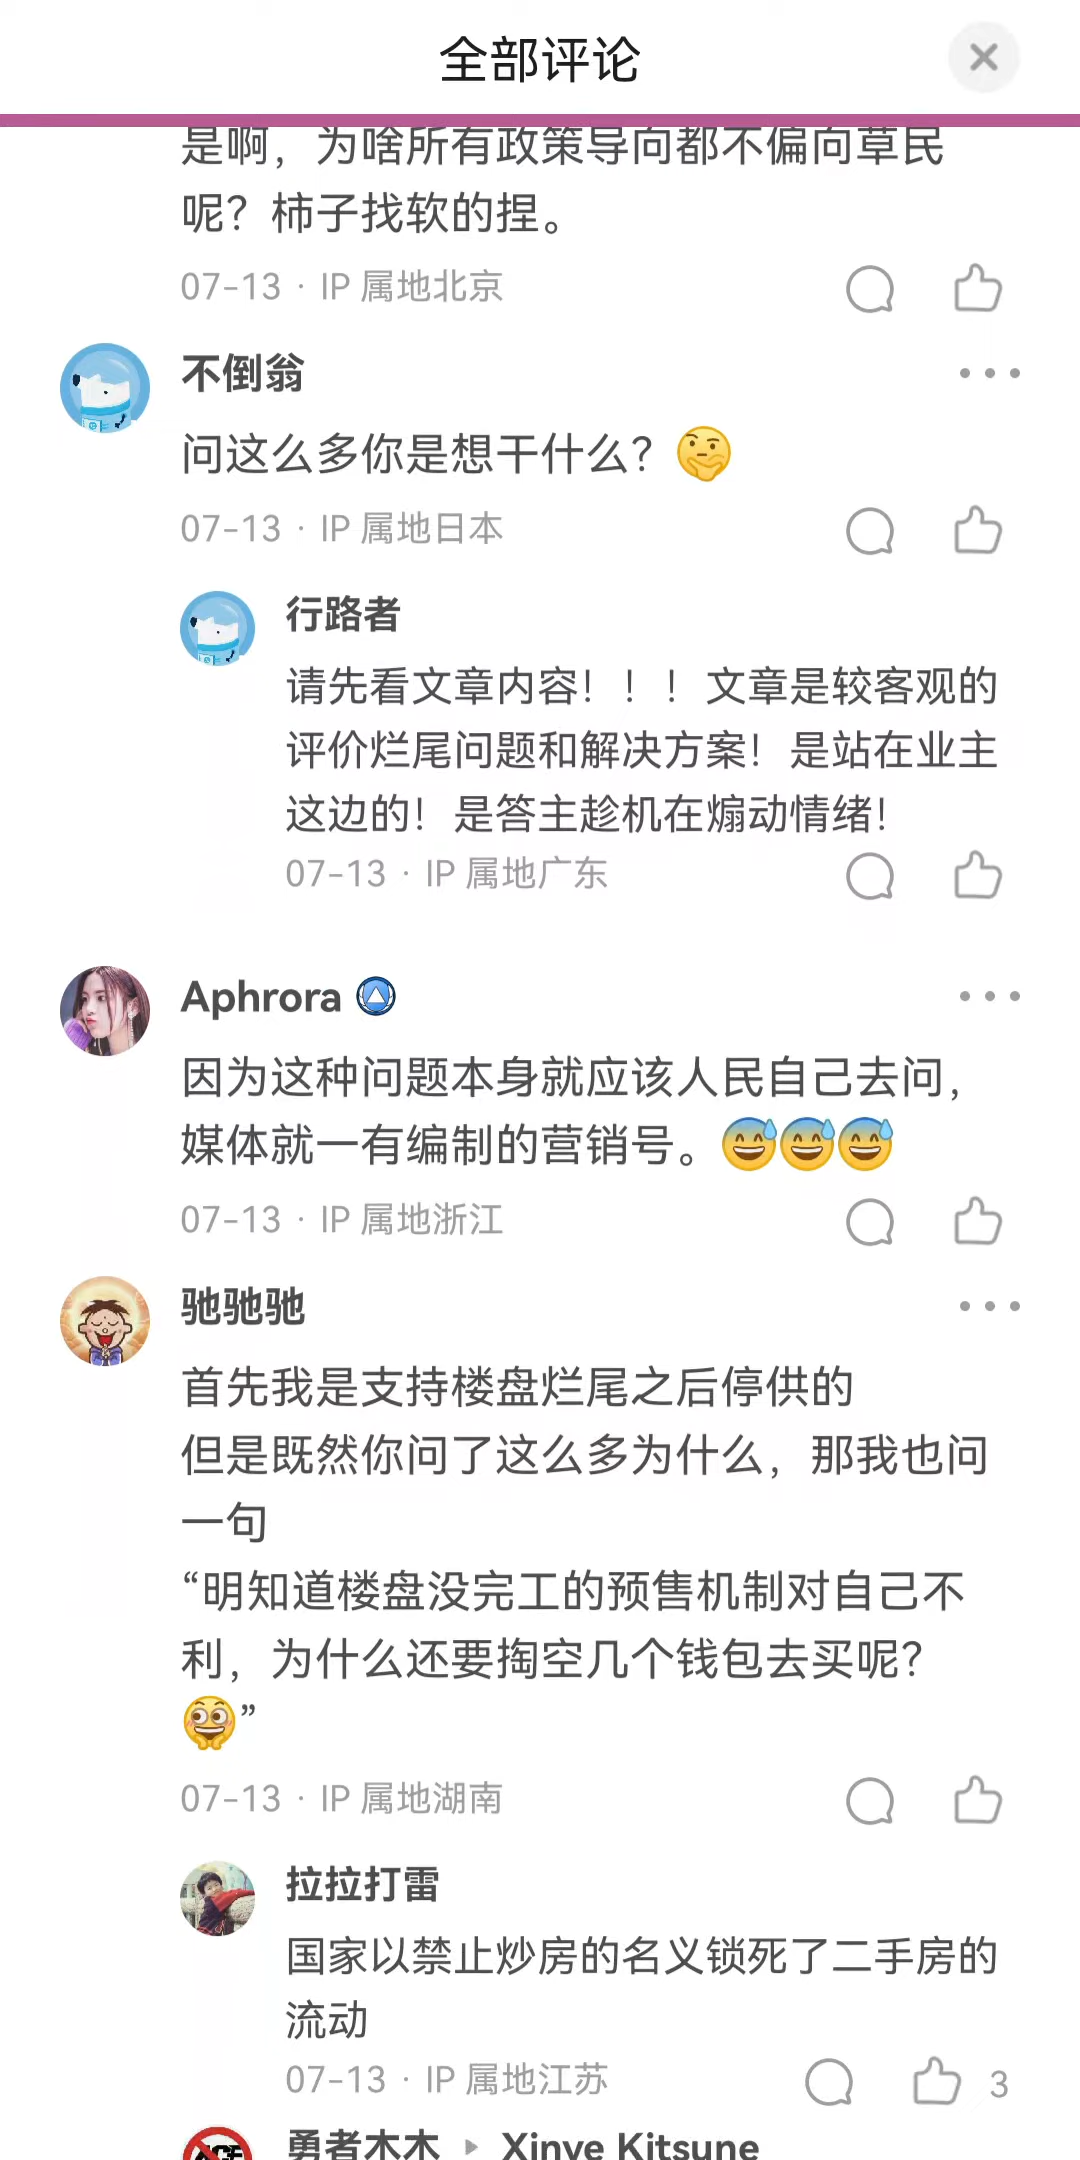 全部评论
是啊，为啥所有政策导向都不偏向草民
呢？柿子找软的捏。
07-13 · IP 属地北京
不倒翁
问这么多你是想干什么？🤔
07-13 · IP 属地日本
行路者
请先看文章内容！！！文章是较客观的
评价烂尾问题和解决方案！是站在业主
这边的！是答主趁机在煽动情绪！
07-13 · IP 属地广东
Aphrora
因为这种问题本身就应该人民自己去问，
媒体就一有编制的营销号。😅😅😅
07-13 · IP 属地浙江
驰驰驰
首先我是支持楼盘烂尾之后停供的
但是既然你问了这么多为什么，那我也问
一句
“明知道楼盘没完工的预售机制对自己不
利，为什么还要掏空几个钱包去买呢？
”
07-13 · IP 属地湖南
拉拉打雷
国家以禁止炒房的名义锁死了二手房的
流动
07-13 · IP 属地江苏
3
勇者木木 ▸ Xinye Kitsune